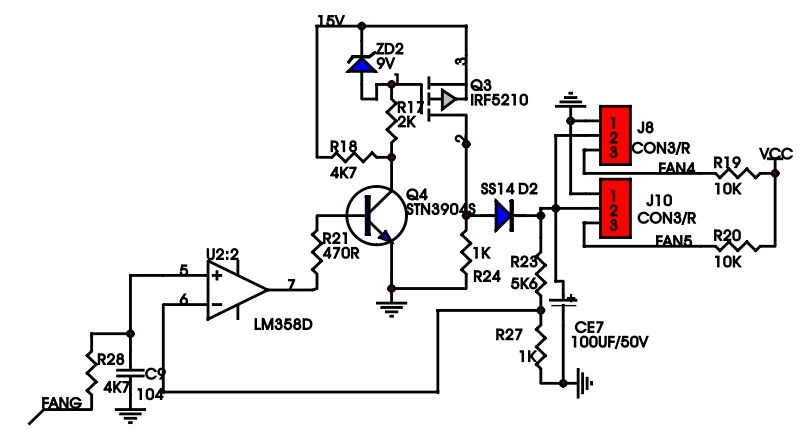 15V
ZD2
9V
3
1
Q3
IRF5210
R17
2K
2
R18
4K7
1
2
3
J8
CON3/R
FAN4
R19
10K
VCC
Q4
STN3904S
SS14 D2
1
2
3
J10
CON3/R
FAN5
R20
10K
R21
470R
1K
R24
R23
5K6
U2:2
5
+
6
−
7
LM358D
+
CE7
100UF/50V
R27
1K
R28
4K7
C9
104
FANG